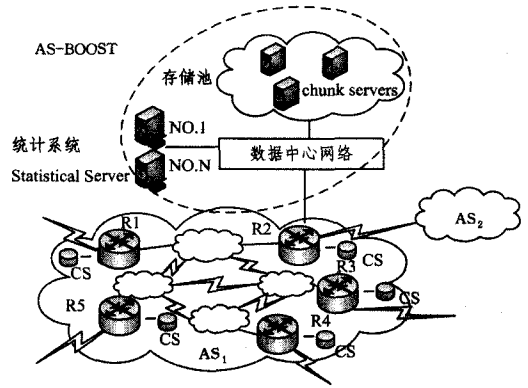 AS-BOOST
存储池
chunk servers
NO.1
统计系统
数据中心网络
NO.N
Statistical Server
R1
R2
AS2
CS
CS
R3
R5
CS
R4
CS
CS
AS1